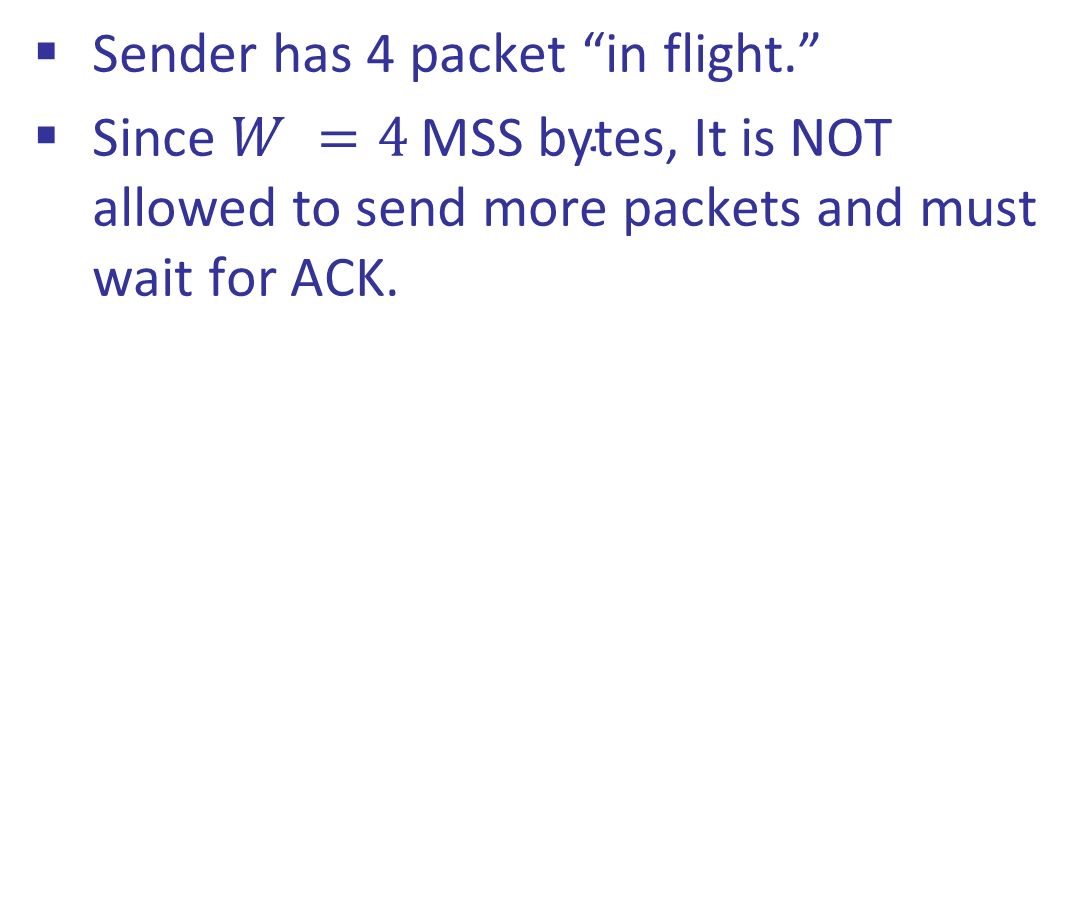 ▪ Sender has 4 packet “in flight.”
▪ Since W = 4 MSS bytes, It is NOT
allowed to send more packets and must
wait for ACK.